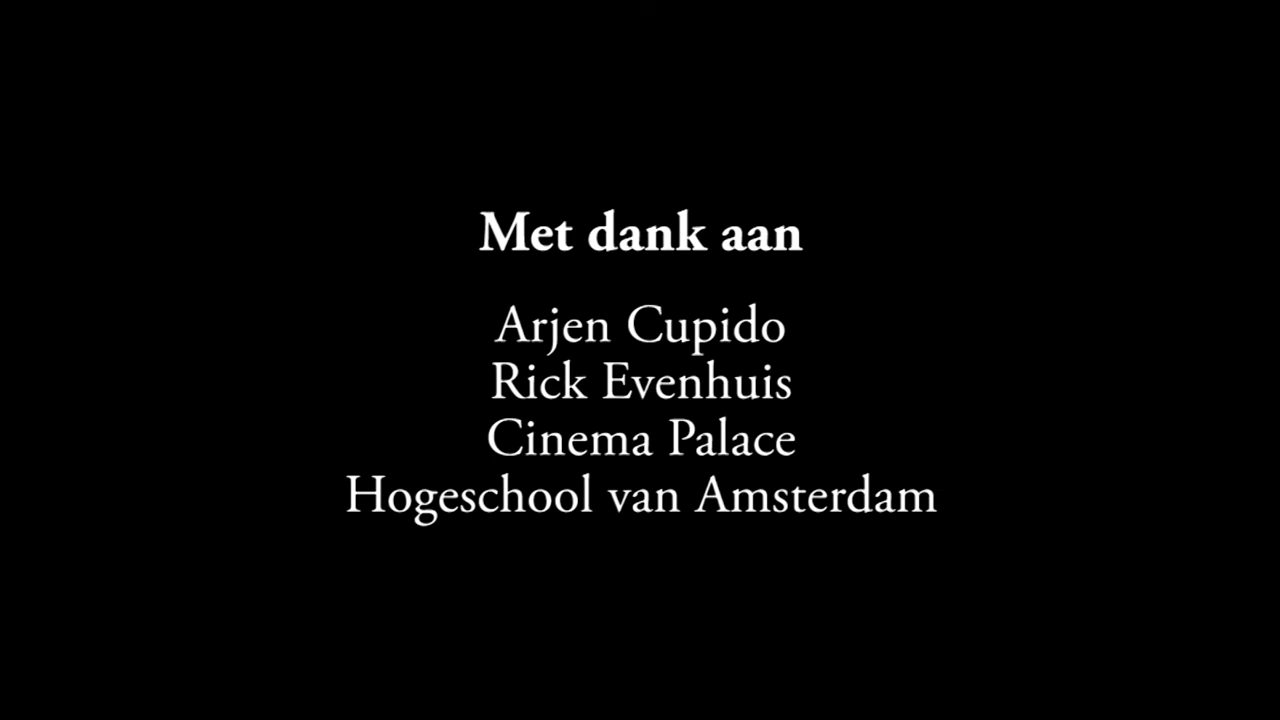 Met dank aan
Arjen Cupido
Rick Evenhuis
Cinema Palace
Hogeschool van Amsterdam